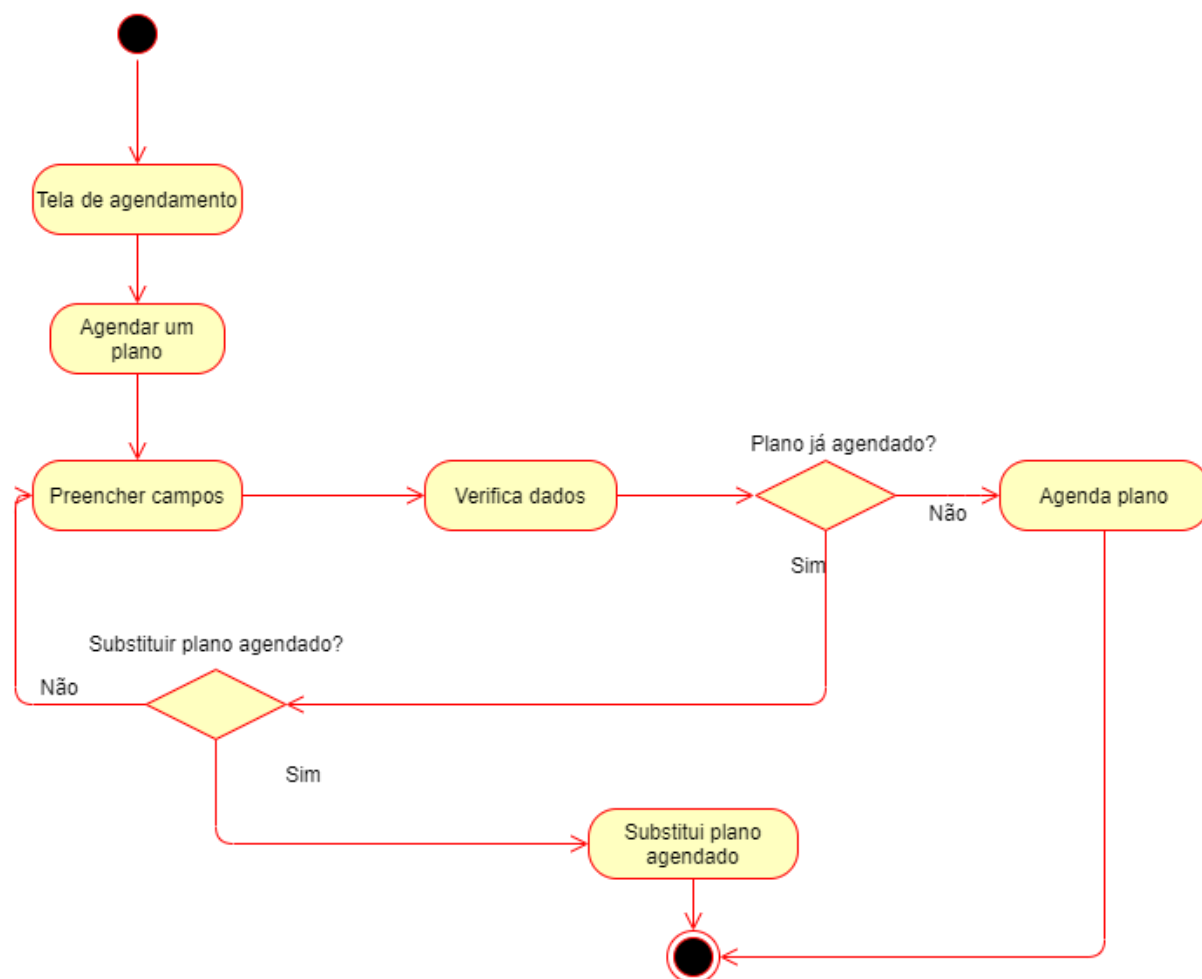 Tela de agendamento
Agendar um
plano
Plano já agendado?
Preencher campos
Verifica dados
Não
Agenda plano
Sim
Substituir plano agendado?
Não
Sim
Substitui plano
agendado